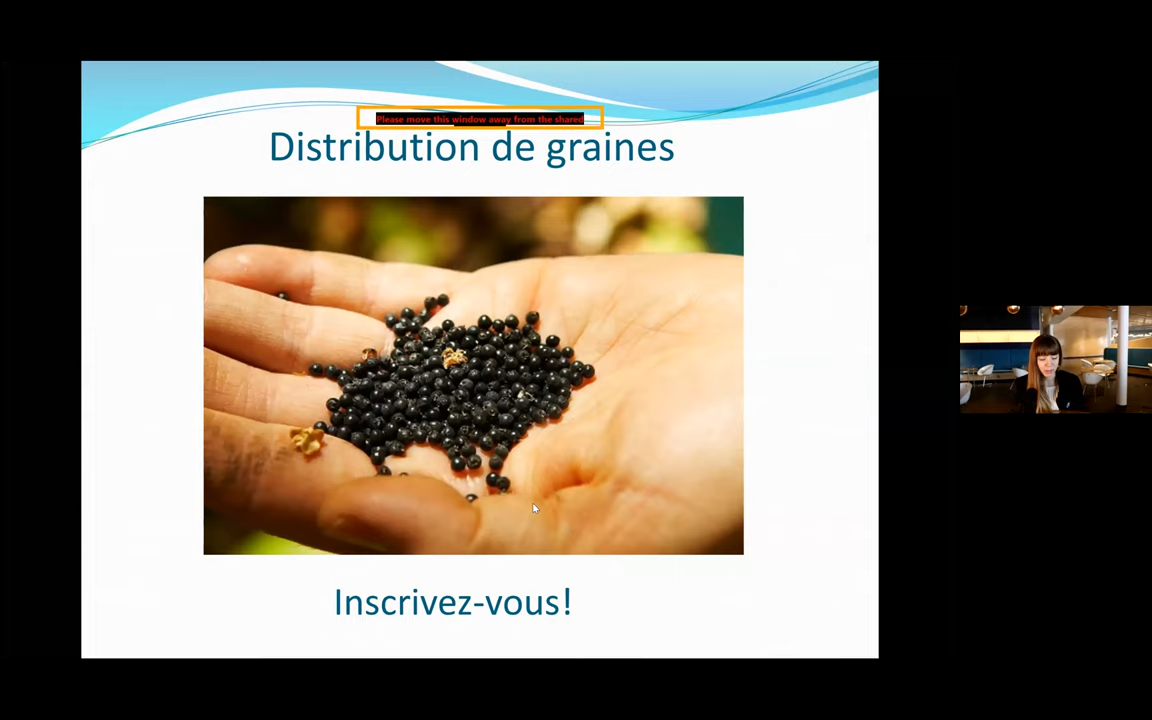 Please move this window away from the shared
Distribution de graines
Inscrivez-vous!